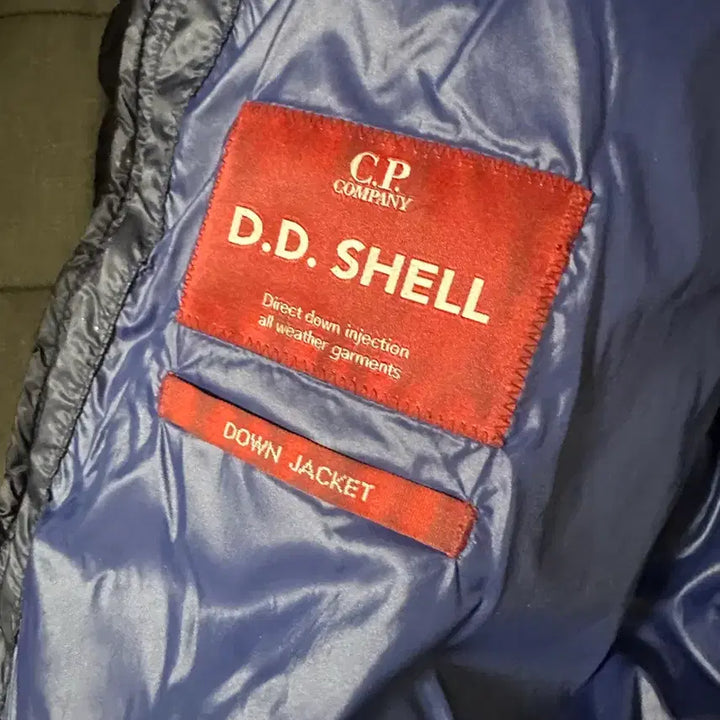 C.P.
COMPANY
D.D. SHELL
Direct down injection
all weather garments
DOWN JACKET